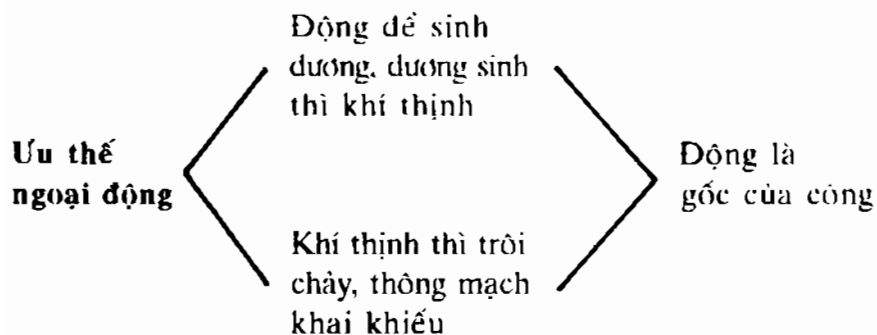 Động dể sinh
dương, dương sinh
thì khí thịnh
Ưu thế
ngoại động
Động là
gốc của công
Khí thịnh thì trôi
chảy, thông mạch
khai khiếu